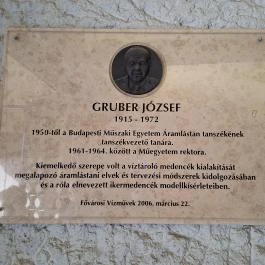 GRUBER JÓZSEF
1915 - 1972
1950-től a Budapesti Műszaki Egyetem Áramlástan tanszékének
tanszékvezető tanára.
1961-1964. között a Műegyetem rektora.
Kiemelkedő szerepe volt a víztároló medencék kialakítását
megalapozó áramlástani elvek és tervezési módszerek kidolgozásában
és a róla elnevezett ikermedencék modellkísérleteiben.
Fővárosi Vízművek 2006. március 22.